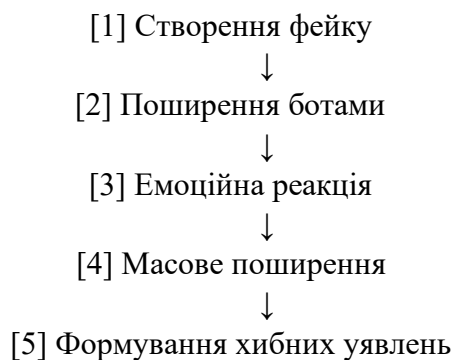 [1] Створення фейку
↓
[2] Поширення ботами
↓
[3] Емоційна реакція
↓
[4] Масове поширення
↓
[5] Формування хибних уявлень